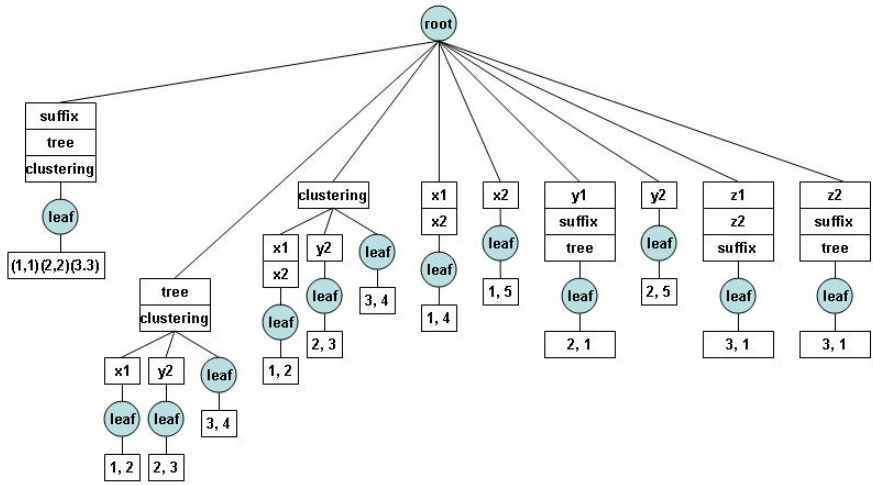 root
suffix
tree
clustering
leaf
(1,1)(2,2)(3.3)
tree
clustering
x1
leaf
1, 2
y2
leaf
2, 3
leaf
3, 4
clustering
x1
x2
leaf
1, 2
y2
leaf
2, 3
leaf
3, 4
x1
x2
leaf
1, 4
x2
leaf
1, 5
y1
suffix
tree
leaf
2, 1
y2
leaf
2, 5
z1
z2
suffix
leaf
3, 1
z2
suffix
tree
leaf
3, 1